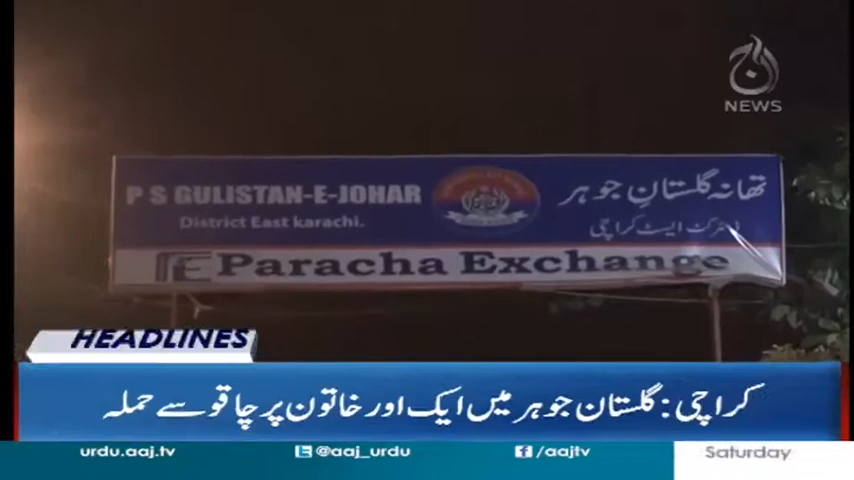 آج
NEWS
P S GULISTAN-E-JOHAR
تھانہ گلستان جوہر
District East karachi.
ڈسٹرکٹ ایسٹ کراچی
Paracha Exchange
HEADLINES
کراچی: گلستان جوہر میں ایک اور خاتون پر چاقو سے حملہ
urdu.aaj.tv
@aaj_urdu
/aajtv
Saturday